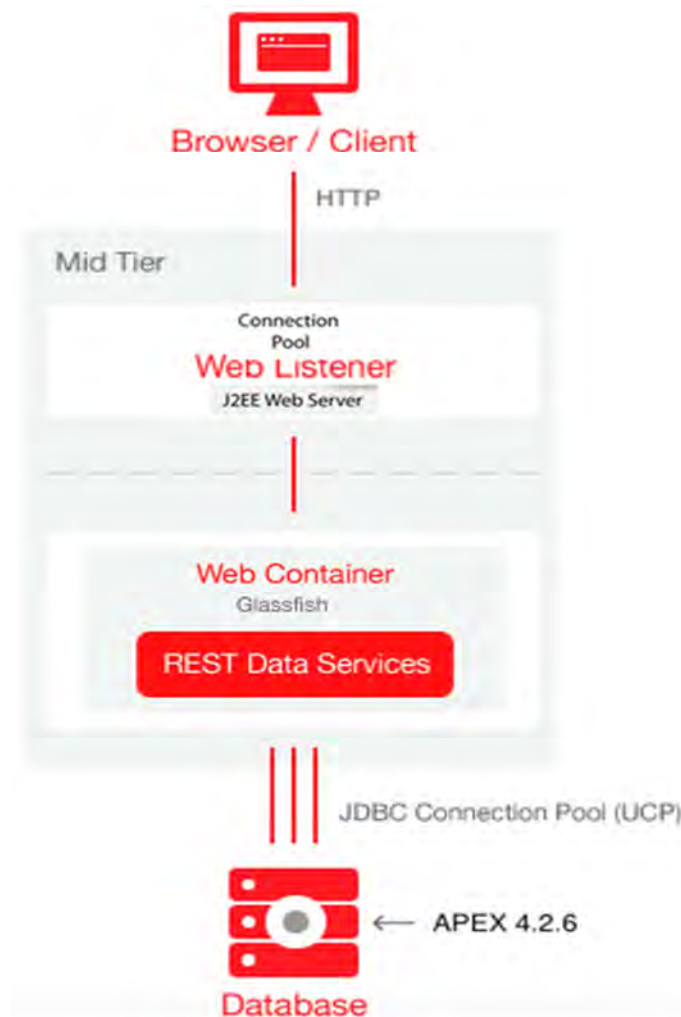 Browser / Client
HTTP
Mid Tier
Connection
Pool
Web Listener
J2EE Web Server
Web Container
Glassfish
REST Data Services
JDBC Connection Pool (UCP)
← APEX 4.2.6
Database